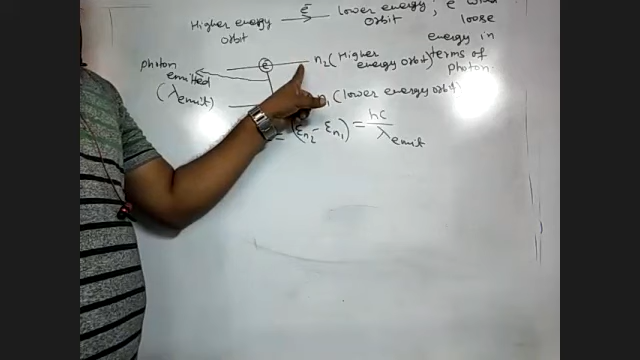 Higher energy orbit e → lower energy orbit ; e will
loose
energy in
terms of
photon
photon
emitted
(λemit)
e
n2 (Higher energy orbit)
n1 (lower energy orbit)
= (En2 - En1) = hc/λemit